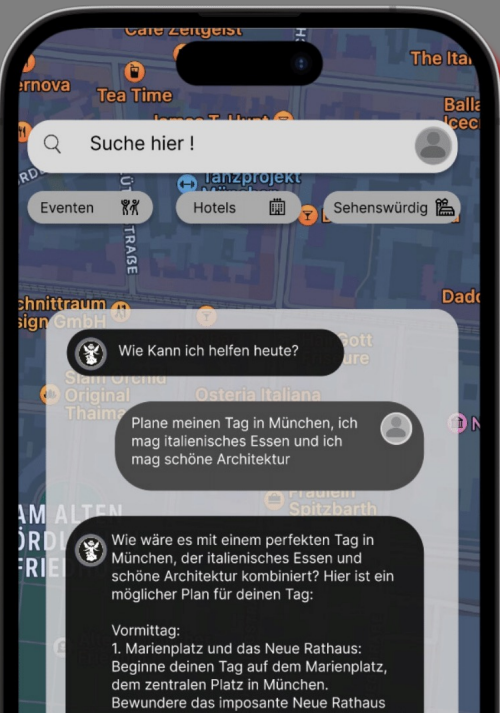 Café Zeitgeist
The Ita
ernova
Tea Time
Balla
Icec
James T. Hunt
Suche hier !
Tanzprojekt
München
Eventen
Hotels
Sehenswürdig
TRAßE
chnittraum
sign GmbH
Dado
Gott
ure
Wie Kann ich helfen heute?
Siam Orchid
Original
Thaima
Osteria Italiana
Plane meinen Tag in München, ich
mag italienisches Essen und ich
mag schöne Architektur
N
Fräulein
Spitzbarth
AM ALTEN
ÖRDL
FRIE
Wie wäre es mit einem perfekten Tag in
München, der italienisches Essen und
schöne Architektur kombiniert? Hier ist ein
möglicher Plan für deinen Tag:
Vormittag:
1. Marienplatz und das Neue Rathaus:
Beginne deinen Tag auf dem Marienplatz,
dem zentralen Platz in München.
Bewundere das imposante Neue Rathaus